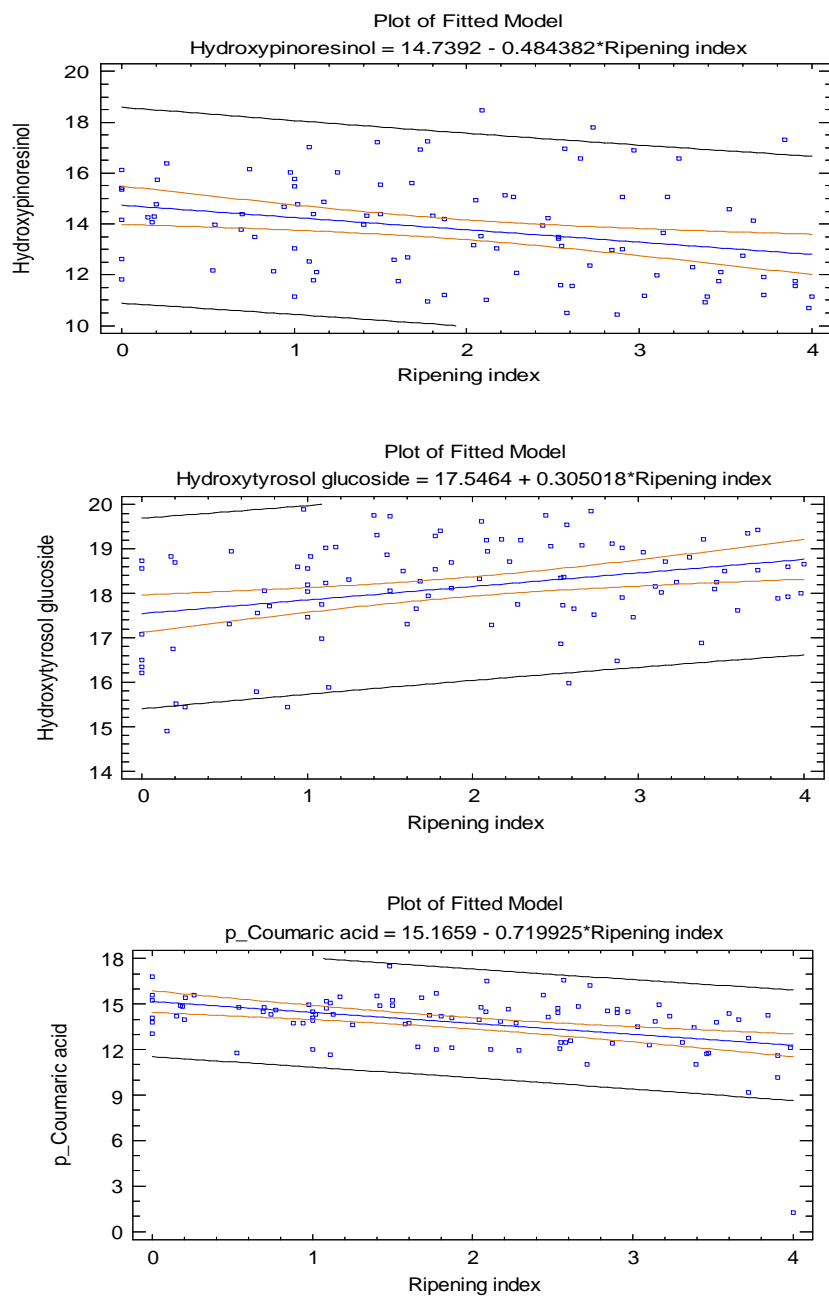 Plot of Fitted Model
Hydroxypinoresinol = 14.7392 - 0.484382*Ripening index
20
18
16
14
12
10
Hydroxypinoresinol
0 1 2 3 4
Ripening index
Plot of Fitted Model
Hydroxytyrosol glucoside = 17.5464 + 0.305018*Ripening index
20
19
18
17
16
15
14
Hydroxytyrosol glucoside
0 1 2 3 4
Ripening index
Plot of Fitted Model
p_Coumaric acid = 15.1659 - 0.719925*Ripening index
18
15
12
9
6
3
0
p_Coumaric acid
0 1 2 3 4
Ripening index